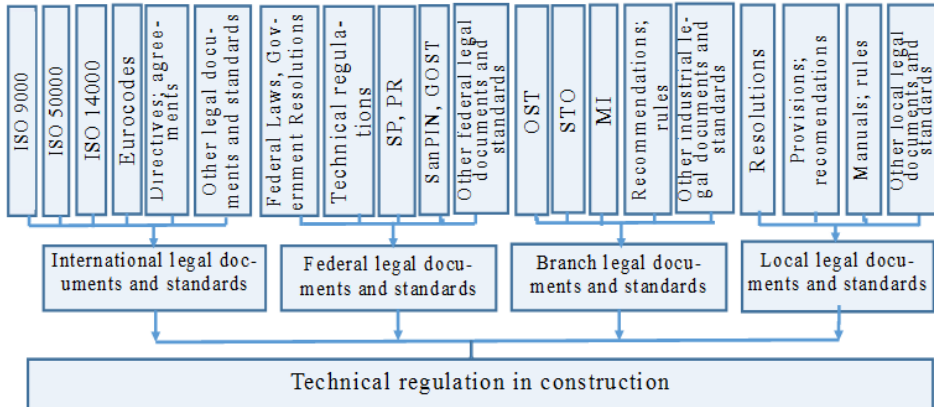 ISO 9000
ISO 50000
ISO 14000
Eurocodes
Directives; agree-
ments
Other legal docu-
ments and standards
Federal Laws, Gov-
ernment Resolutions
Technical regula-
tions
SP, PR
SanPIN, GOST
Other federal legal
documents and
standards
OST
STO
MI
Recommendations;
rules
Other industrial le-
gal documents and
standards
Resolutions
Provisions;
recomendations
Manuals; rules
Other local legal
documents and
standards
International legal doc-
uments and standards
Federal legal docu-
ments and standards
Branch legal docu-
ments and standards
Local legal docu-
ments and standards
Technical regulation in construction